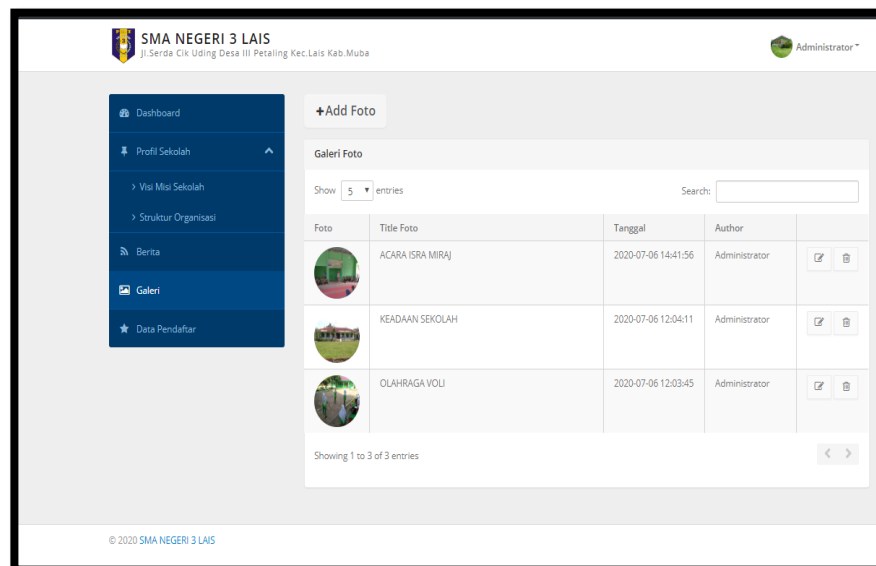 SMA NEGERI 3 LAIS
Jl.Serda Cik Uding Desa III Petaling Kec.Lais Kab.Muba
Administrator
Dashboard
Profil Sekolah
Visi Misi Sekolah
Struktur Organisasi
Berita
Galeri
Data Pendaftar
+Add Foto
Galeri Foto
Show 5 entries Search:
Foto Title Foto Tanggal Author
ACARA ISRA MIRAJ 2020-07-06 14:41:56 Administrator
KEADAAN SEKOLAH 2020-07-06 12:04:11 Administrator
OLAHRAGA VOLI 2020-07-06 12:03:45 Administrator
Showing 1 to 3 of 3 entries
© 2020 SMA NEGERI 3 LAIS